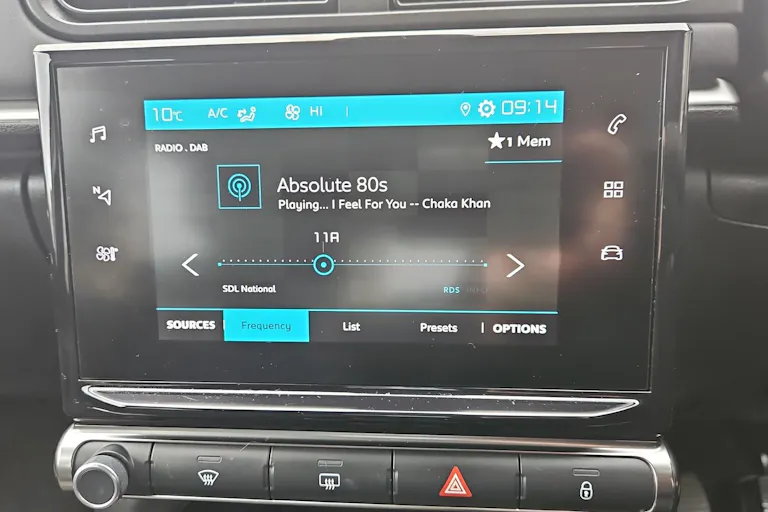 10°C A/C HI | 09:14
RADIO . DAB
★1 Mem
Absolute 80s
Playing... I Feel For You -- Chaka Khan
11A
SDL National
RDS INFO
SOURCES | Frequency List Presets | OPTIONS
N